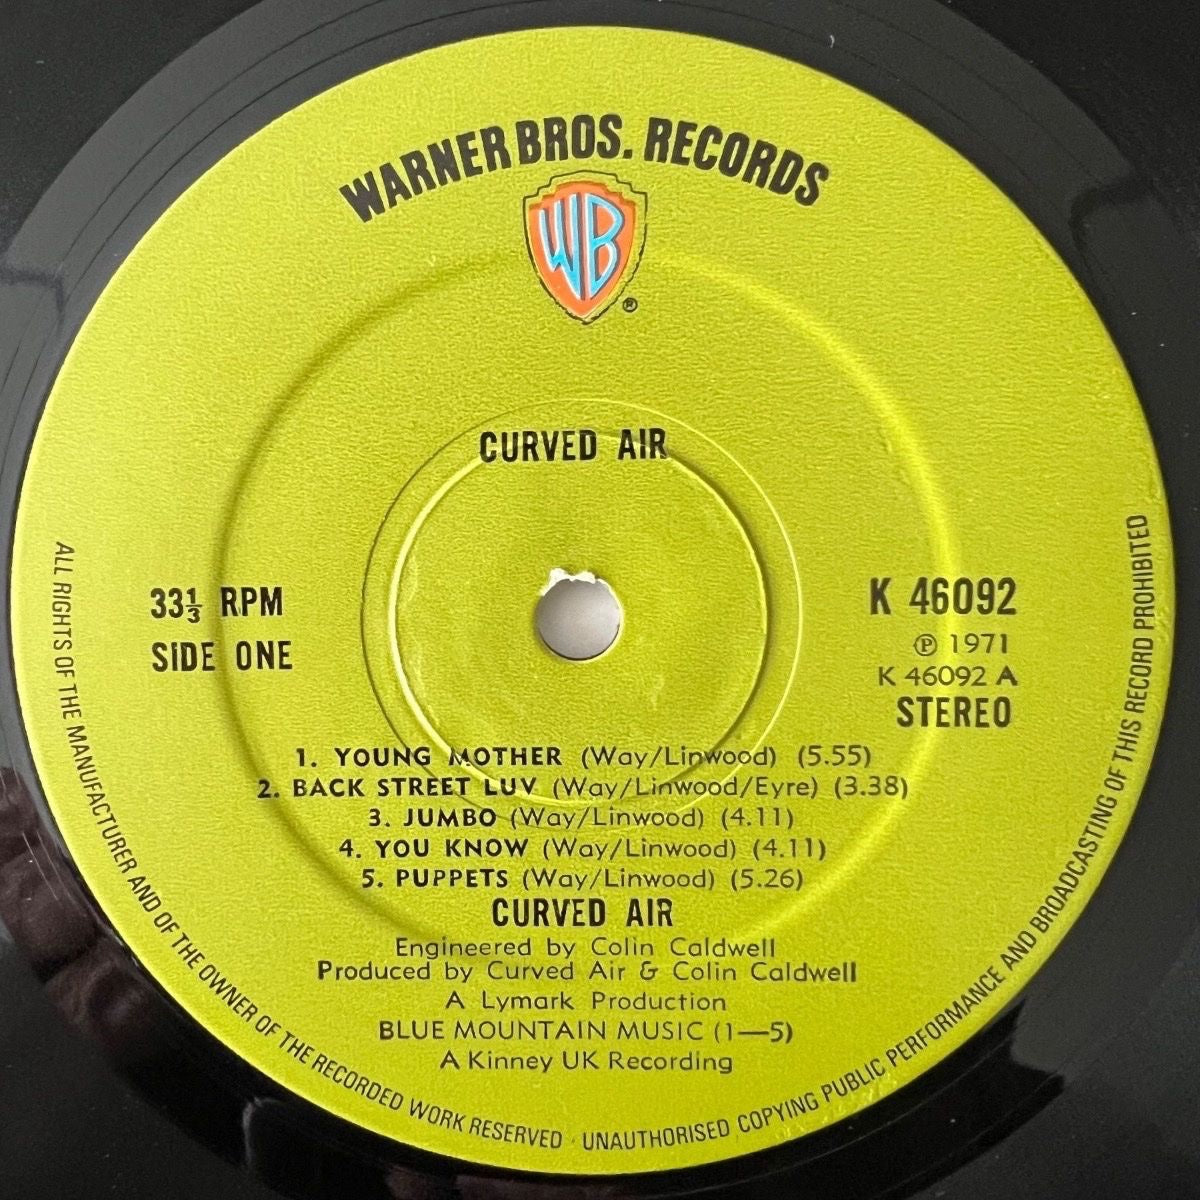 WARNER BROS. RECORDS
WB
®
CURVED AIR
33⅓ RPM
SIDE ONE
K 46092
℗ 1971
K 46092 A
STEREO
1. YOUNG MOTHER (Way/Linwood) (5.55)
2. BACK STREET LUV (Way/Linwood/Eyre) (3.38)
3. JUMBO (Way/Linwood) (4.11)
4. YOU KNOW (Way/Linwood) (4.11)
5. PUPPETS (Way/Linwood) (5.26)
CURVED AIR
Engineered by Colin Caldwell
Produced by Curved Air & Colin Caldwell
A Lymark Production
BLUE MOUNTAIN MUSIC (1—5)
A Kinney UK Recording
ALL RIGHTS OF THE MANUFACTURER AND OF THE OWNER OF THE RECORDED WORK RESERVED · UNAUTHORISED COPYING PUBLIC PERFORMANCE AND BROADCASTING OF THIS RECORD PROHIBITED